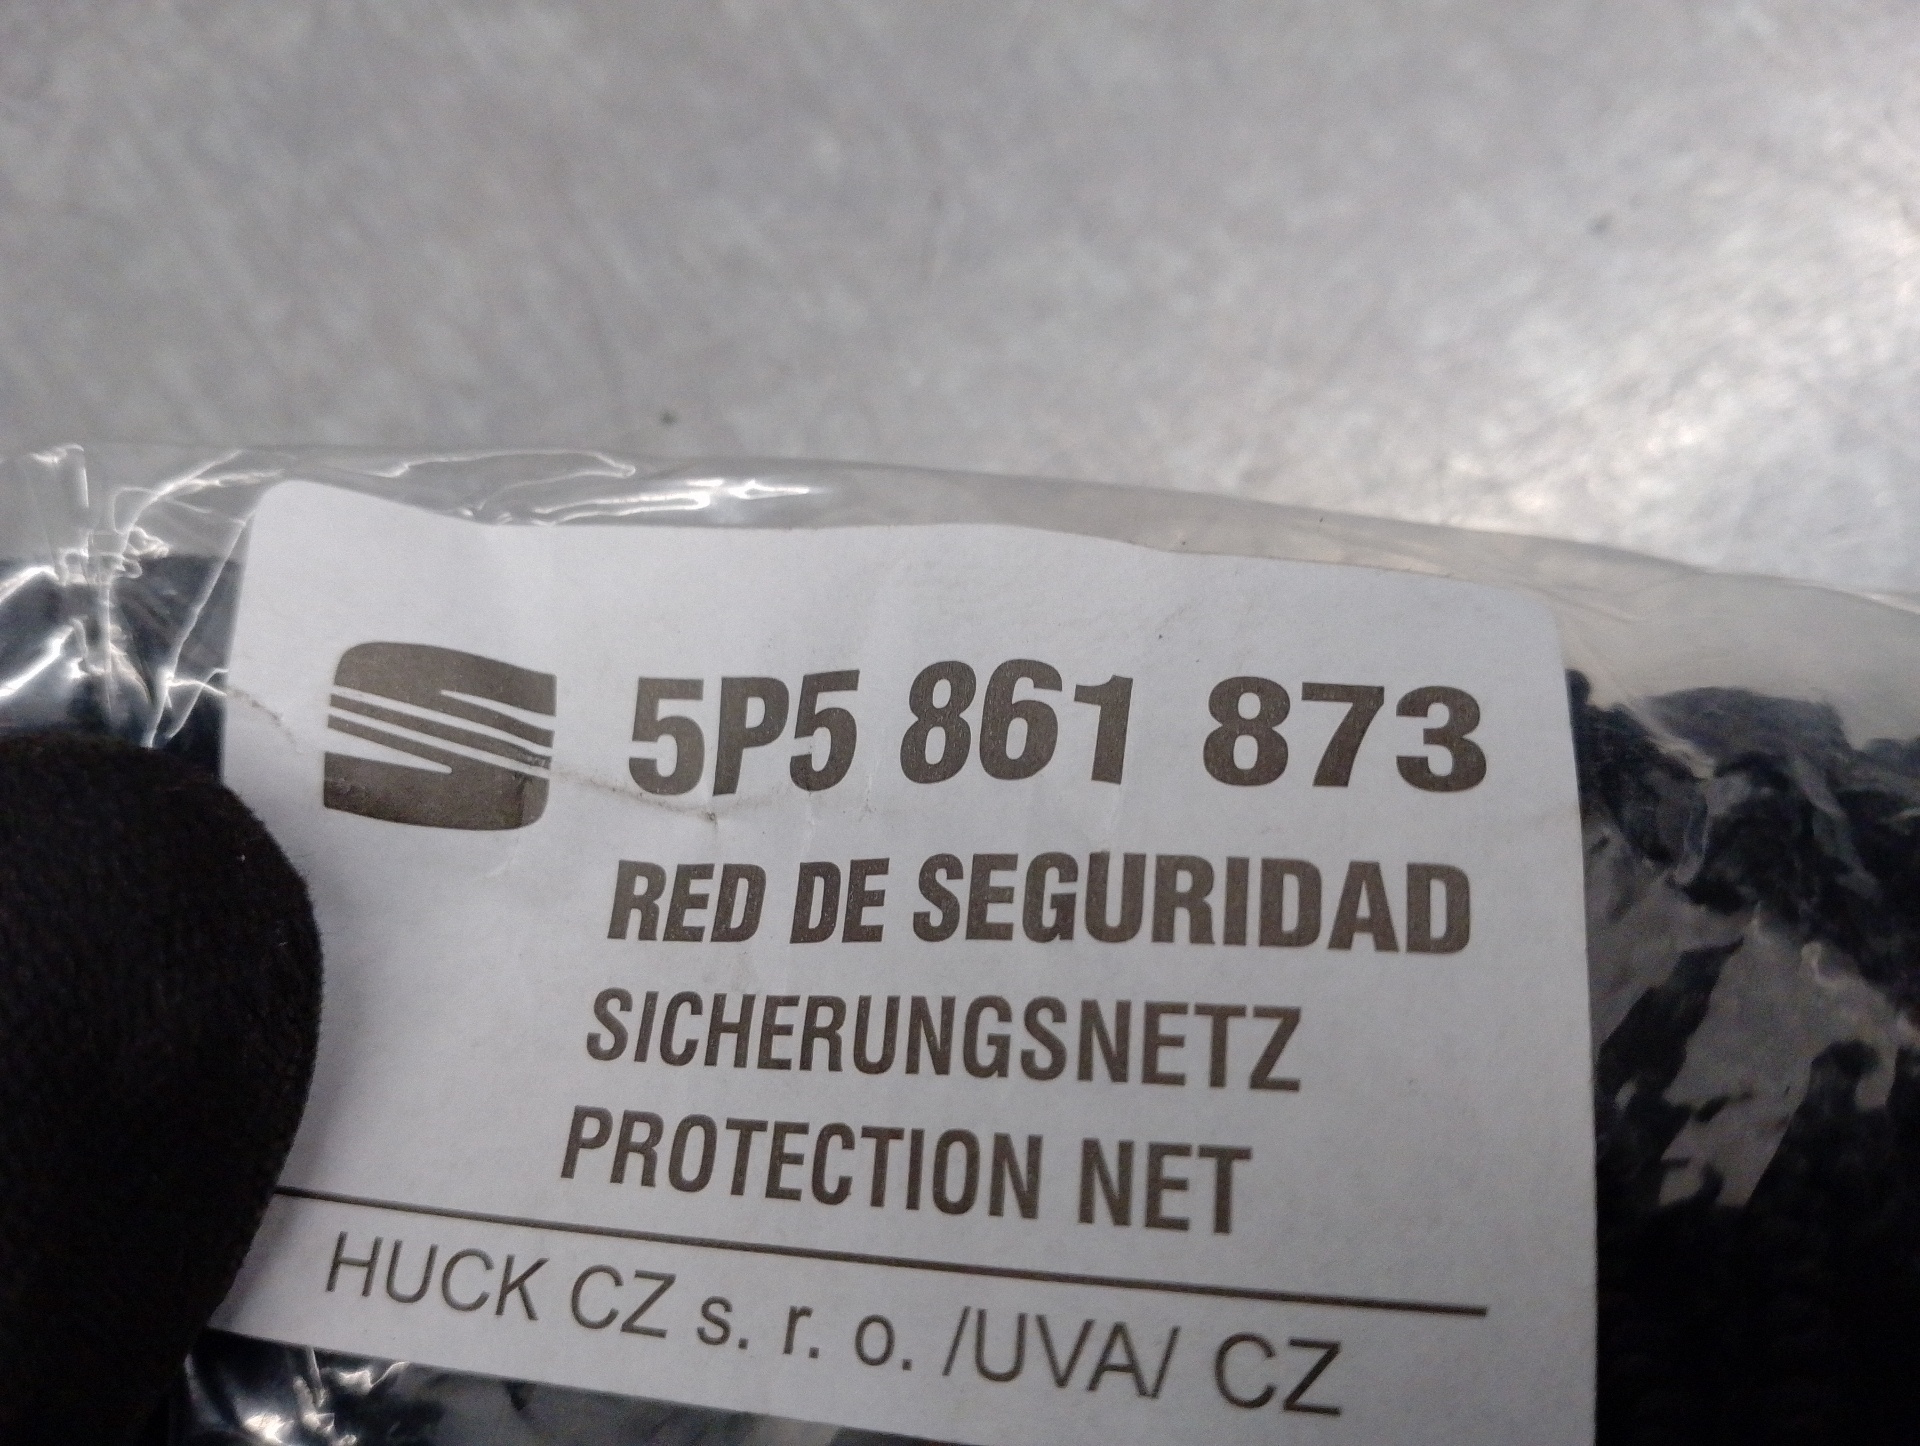 5P5 861 873
RED DE SEGURIDAD
SICHERUNGSNETZ
PROTECTION NET
HUCK CZ s. r. o. /UVA/ CZ